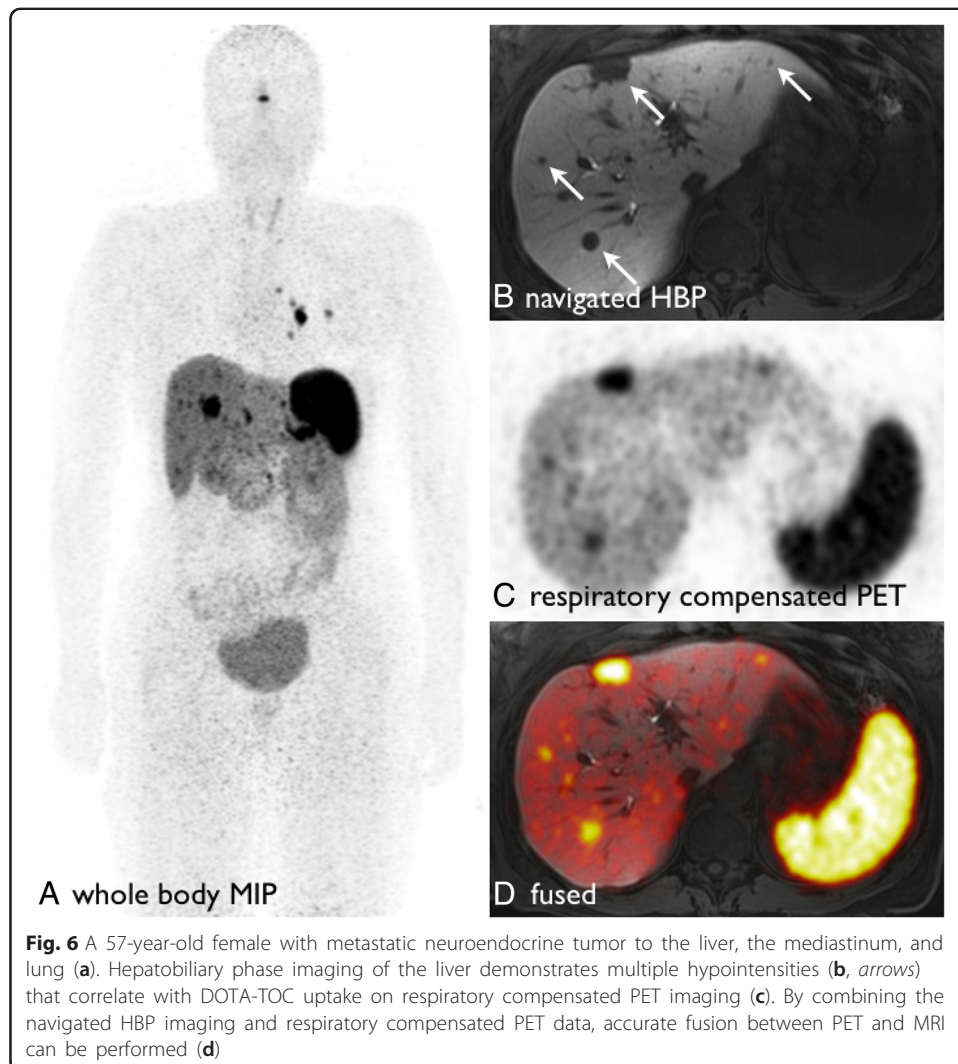 A whole body MIP
B navigated HBP
C respiratory compensated PET
D fused
Fig. 6 A 57-year-old female with metastatic neuroendocrine tumor to the liver, the mediastinum, and
lung (a). Hepatobiliary phase imaging of the liver demonstrates multiple hypointensities (b, arrows)
that correlate with DOTA-TOC uptake on respiratory compensated PET imaging (c). By combining the
navigated HBP imaging and respiratory compensated PET data, accurate fusion between PET and MRI
can be performed (d)